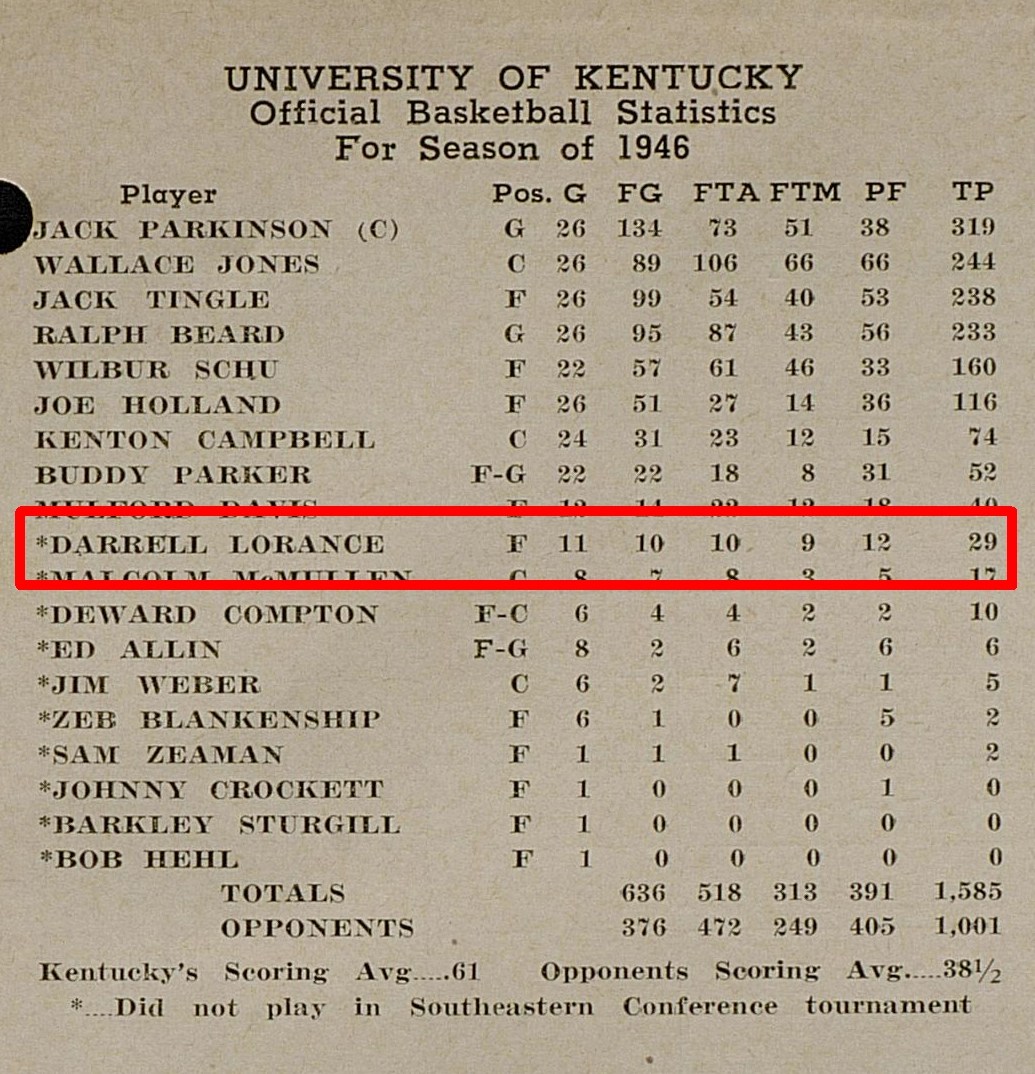 UNIVERSITY OF KENTUCKY
Official Basketball Statistics
For Season of 1946
Player Pos. G FG FTA FTM PF TP
JACK PARKINSON (C) G 26 134 73 51 38 319
WALLACE JONES C 26 89 106 66 66 244
JACK TINGLE F 26 99 54 40 53 238
RALPH BEARD G 26 95 87 43 56 233
WILBUR SCHU F 22 57 61 46 33 160
JOE HOLLAND F 26 51 27 14 36 116
KENTON CAMPBELL C 24 31 23 12 15 74
BUDDY PARKER F-G 22 22 18 8 31 52
MULFORD DAVIS F 12 14 22 12 18 40
*DARRELL LORANCE F 11 10 10 9 12 29
*MALCOLM McMULLEN C 8 7 8 3 5 17
*DEWARD COMPTON F-C 6 4 4 2 2 10
*ED ALLIN F-G 8 2 6 2 6 6
*JIM WEBER C 6 2 7 1 1 5
*ZEB BLANKENSHIP F 6 1 0 0 5 2
*SAM ZEAMAN F 1 1 1 0 0 2
*JOHNNY CROCKETT F 1 0 0 0 1 0
*BARKLEY STURGILL F 1 0 0 0 0 0
*BOB HEHL F 1 0 0 0 0 0
TOTALS 636 518 313 391 1,585
OPPONENTS 376 472 249 405 1,001
Kentucky's Scoring Avg.....61 Opponents Scoring Avg.....38½
*....Did not play in Southeastern Conference tournament